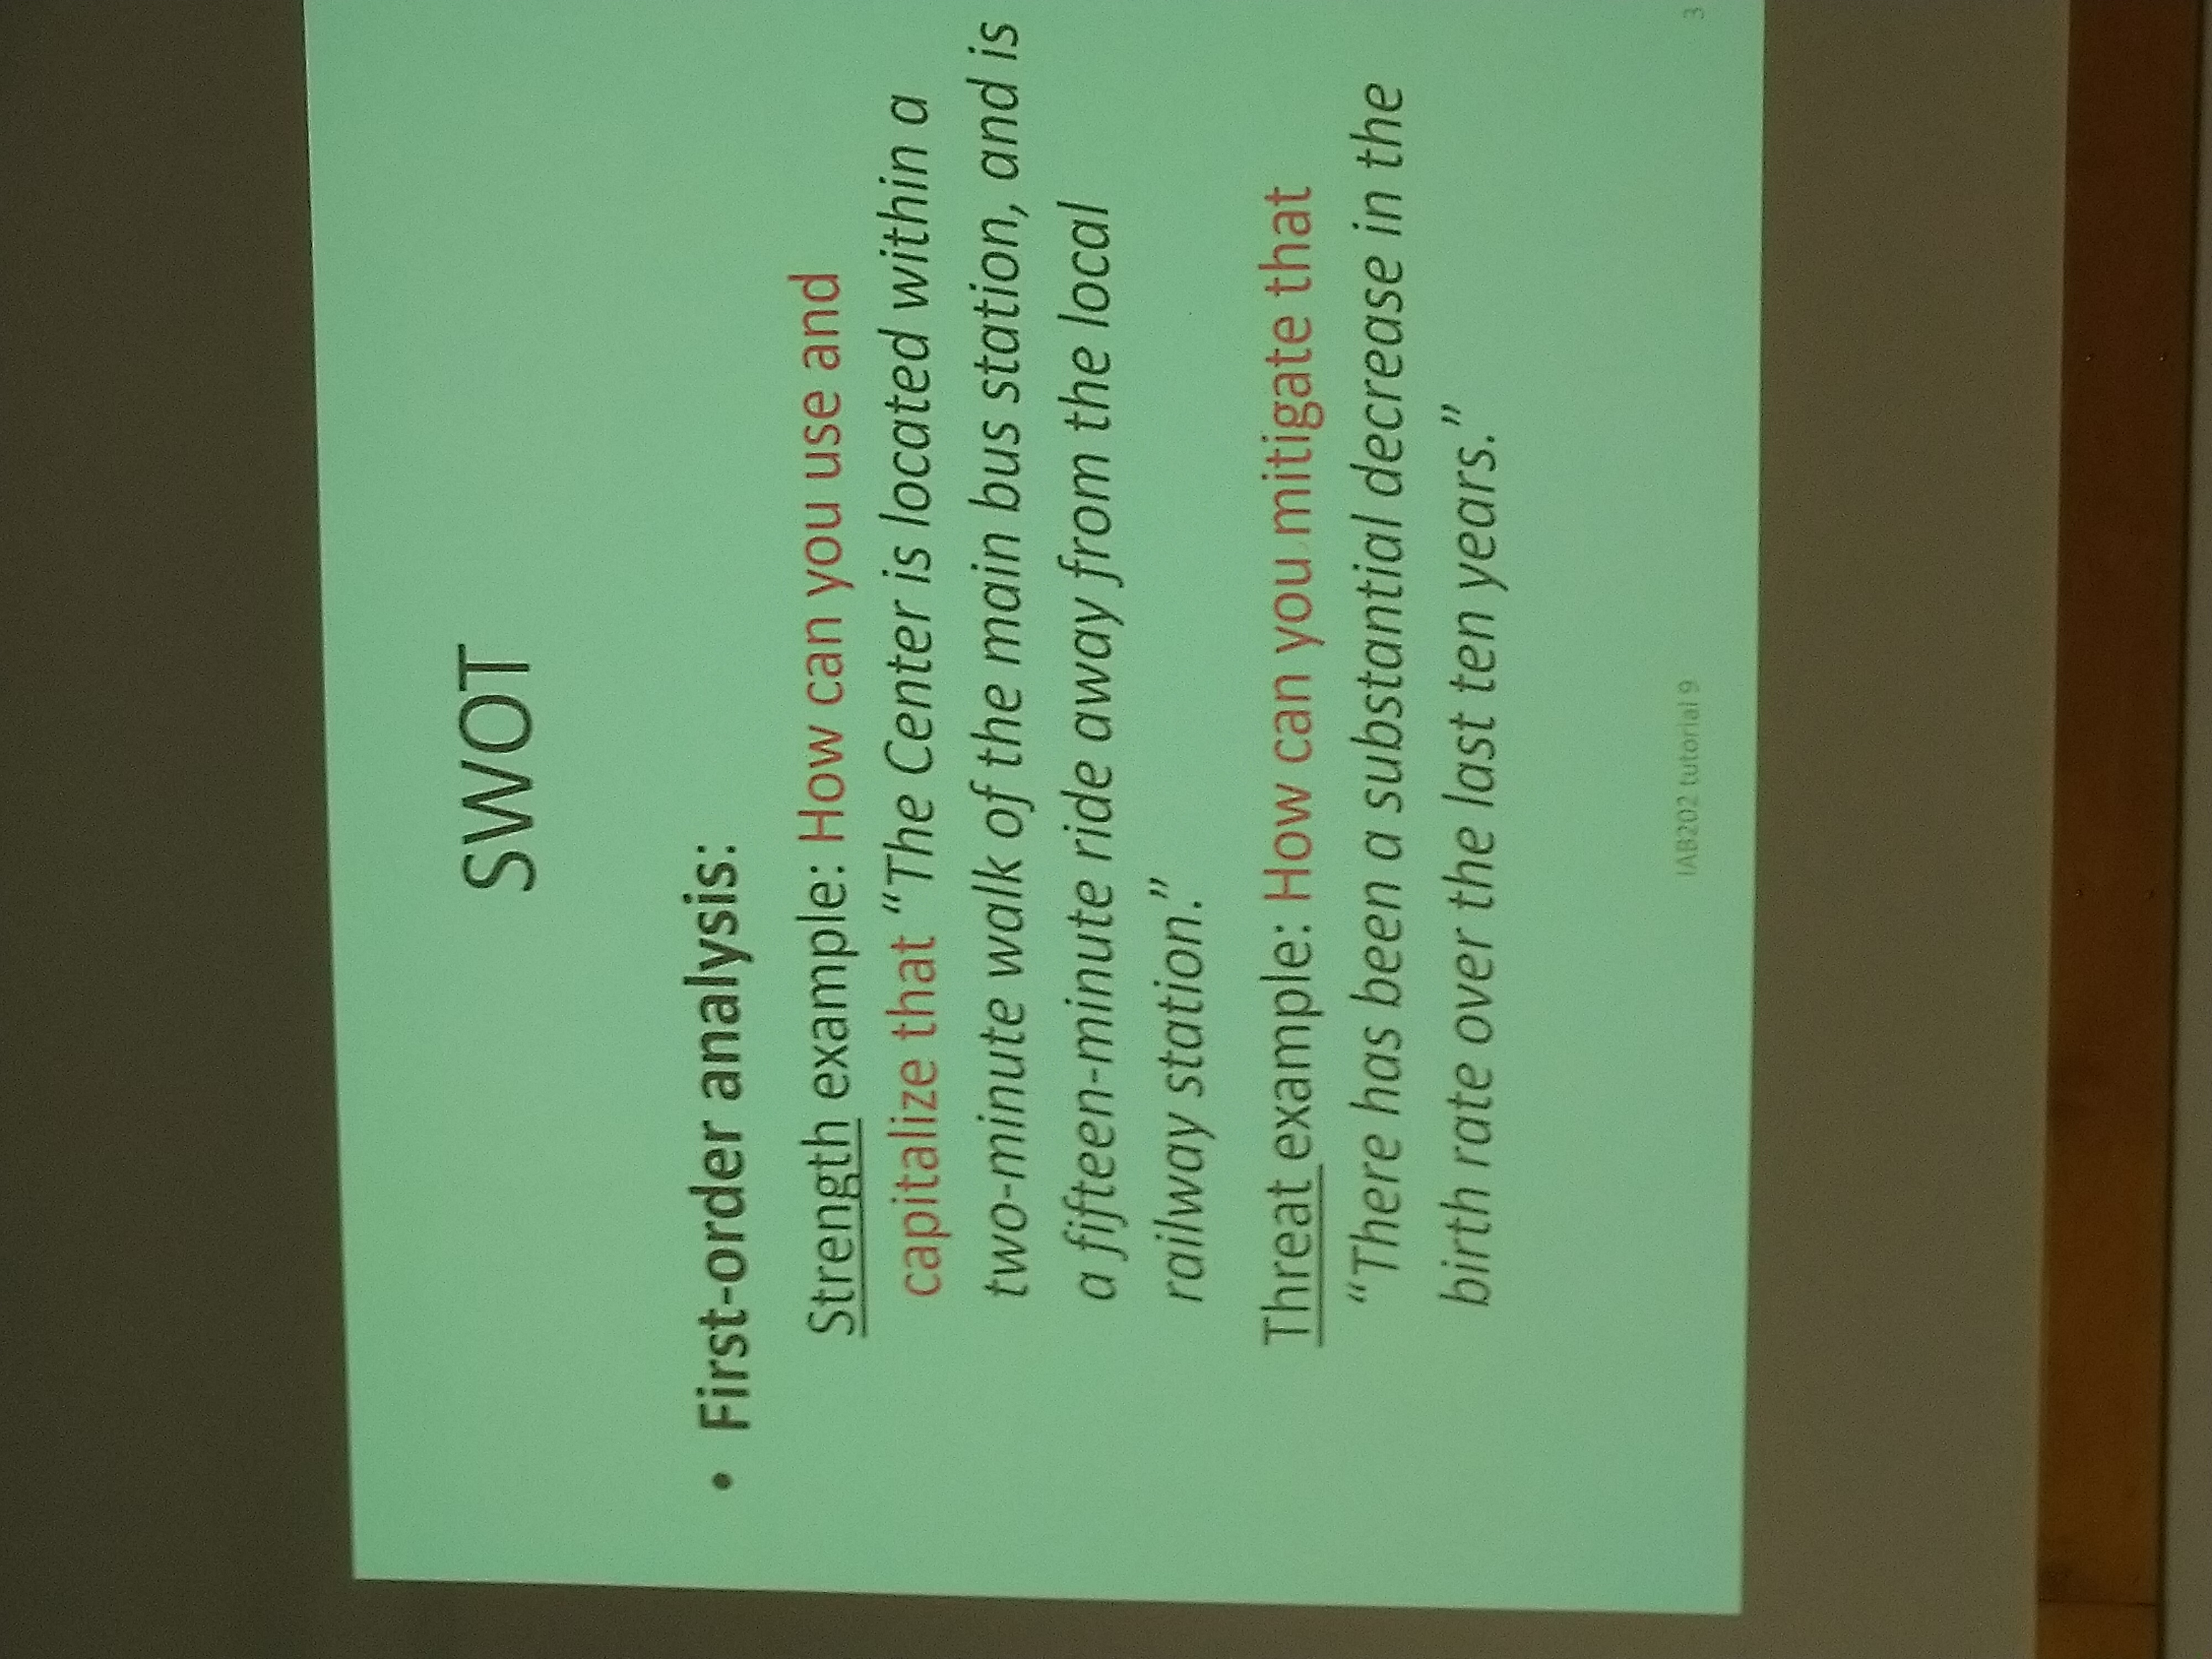 SWOT
• First-order analysis:
Strength example: How can you use and
capitalize that “The Center is located within a
two-minute walk of the main bus station, and is
a fifteen-minute ride away from the local
railway station.”
Threat example: How can you mitigate that
“There has been a substantial decrease in the
birth rate over the last ten years.”
IAB202 tutorial 9
3